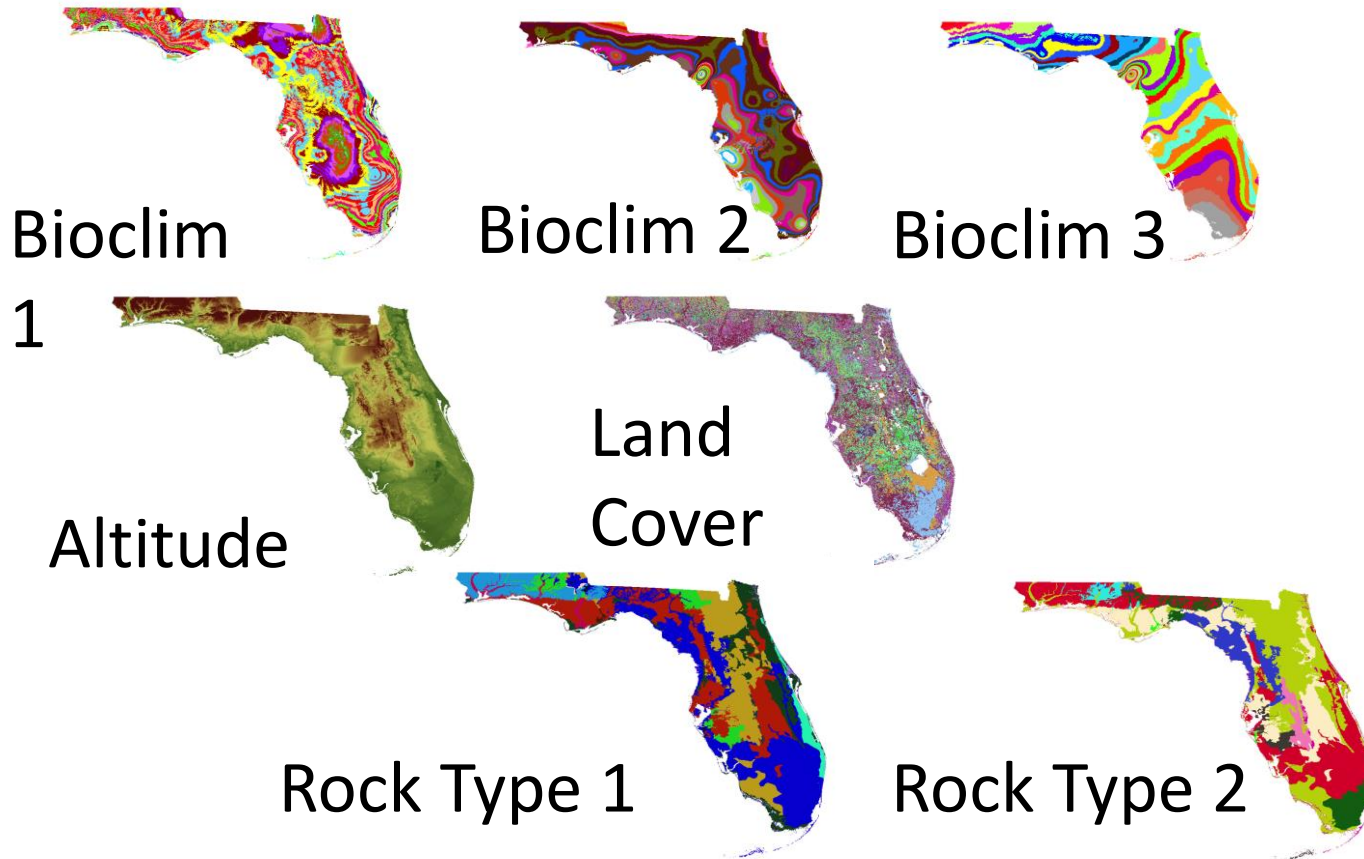 Bioclim
1
Bioclim 2
Bioclim 3
Altitude
Land
Cover
Rock Type 1
Rock Type 2